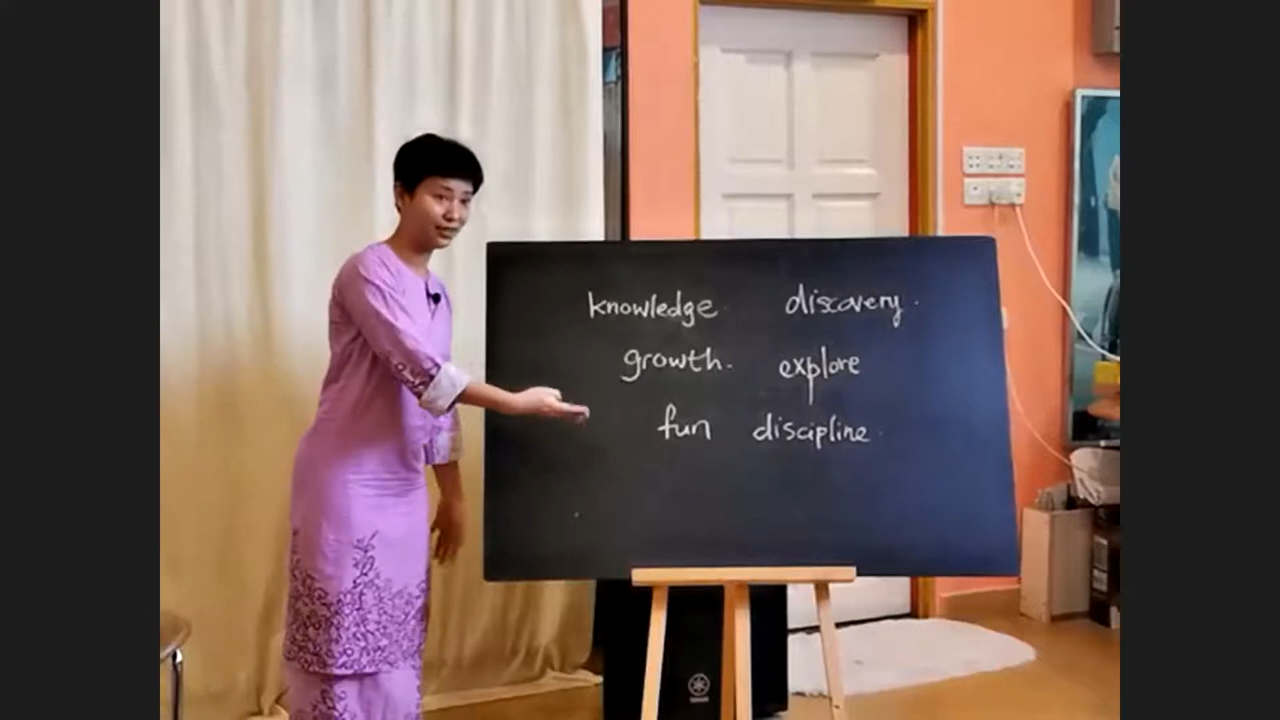 knowledge. discovery.
growth. explore
fun discipline.